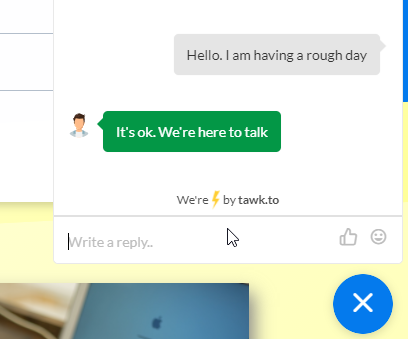 Hello. I am having a rough day
It's ok. We're here to talk
We're ⚡ by tawk.to
Write a reply..